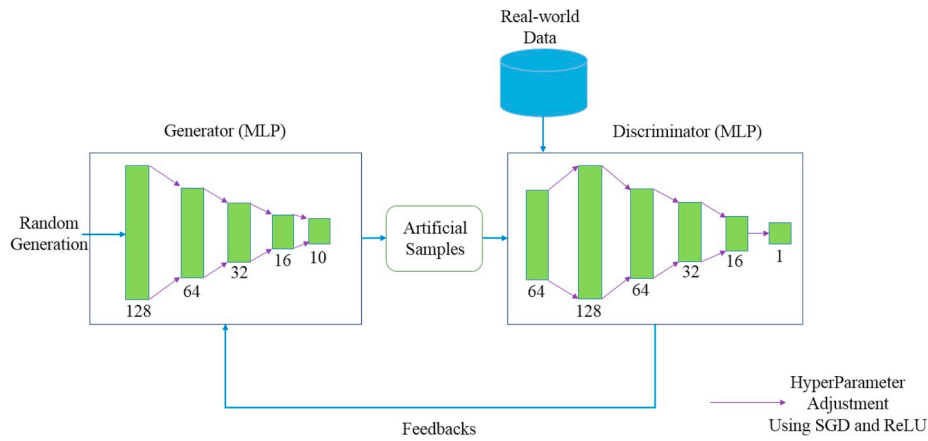 Real-world
Data
Generator (MLP)
Discriminator (MLP)
Random
Generation
128
64
32
16
10
Artificial
Samples
64
128
64
32
16
1
Feedbacks
HyperParameter
Adjustment
Using SGD and ReLU